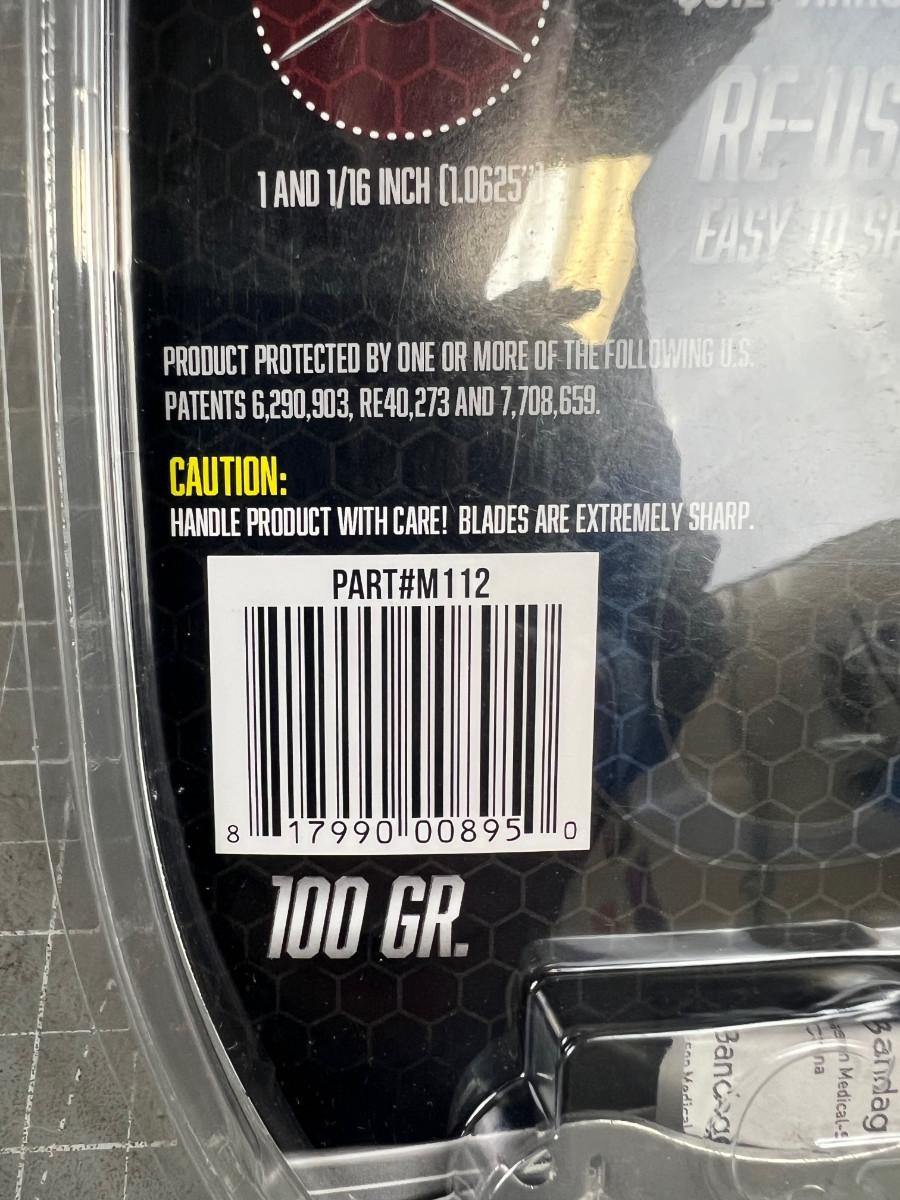 RE-US
EASY TO SH
1 AND 1/16 INCH (1.0625")
PRODUCT PROTECTED BY ONE OR MORE OF THE FOLLOWING U.S.
PATENTS 6,290,903, RE40,273 AND 7,708,659.
CAUTION:
HANDLE PRODUCT WITH CARE! BLADES ARE EXTREMELY SHARP.
PART#M112
8 17990 00895 0
100 GR.
Bandag
Medical-S